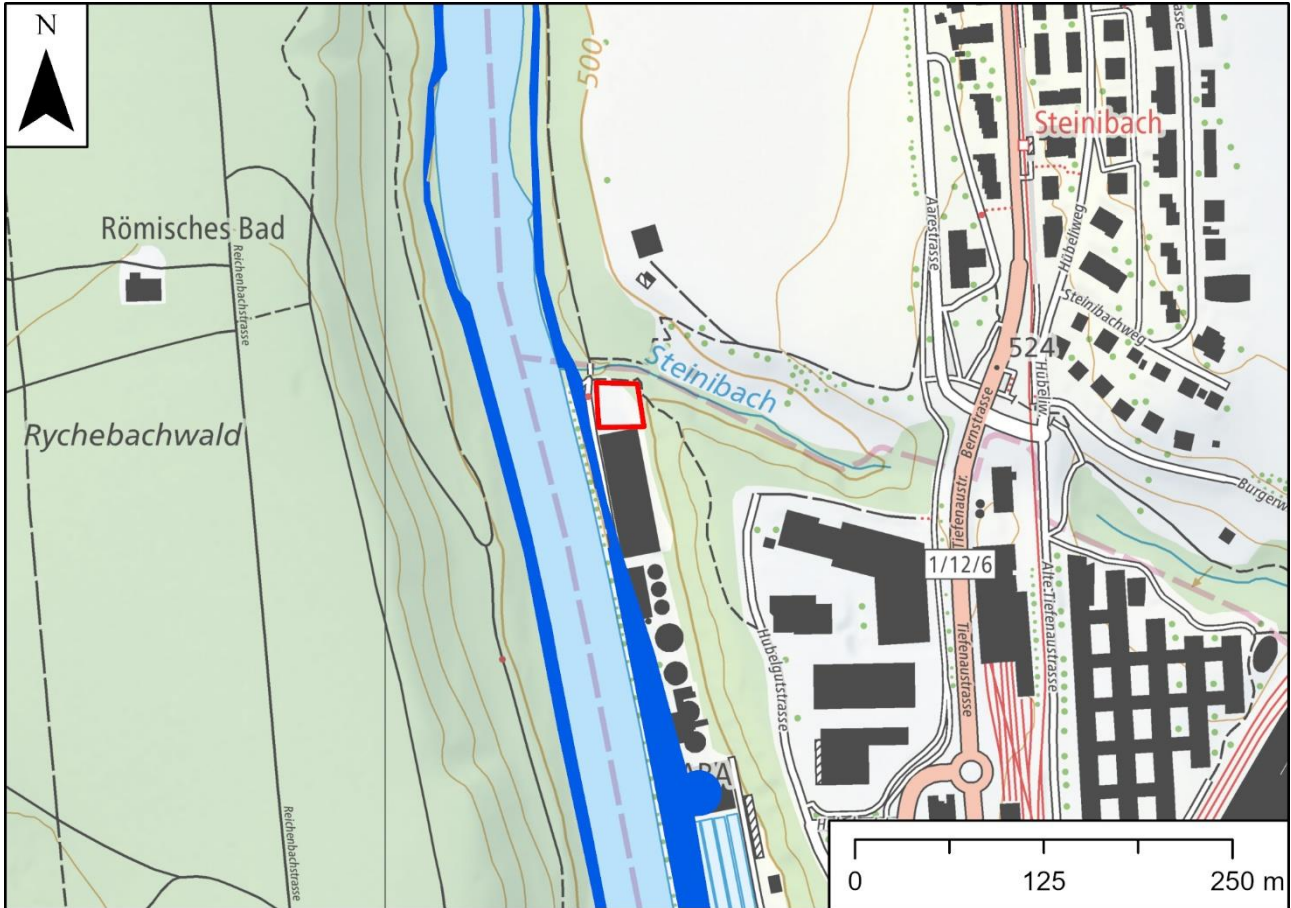 N
500
Steinibach
Aarestrasse
Hübeliweg
Römisches Bad
Reichenbachstrasse
Steinibachweg
Steinibach
524
Hübeliw.
Rychebachwald
Bernstrasse
Tiefenaustr.
Burgerw
1/12/6
Alte Tiefenaustrasse
Hubelgutstrasse
Tiefenaustrasse
ARA
Reichenbachstrasse
0 125 250 m